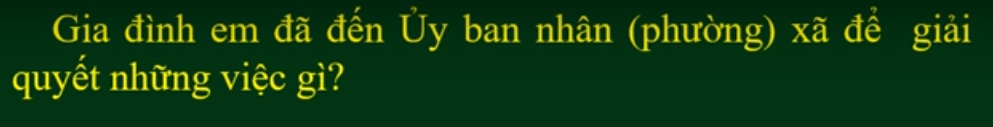 Gia đình em đã đến Ủy ban nhân (phường) xã để giải
quyết những việc gì?